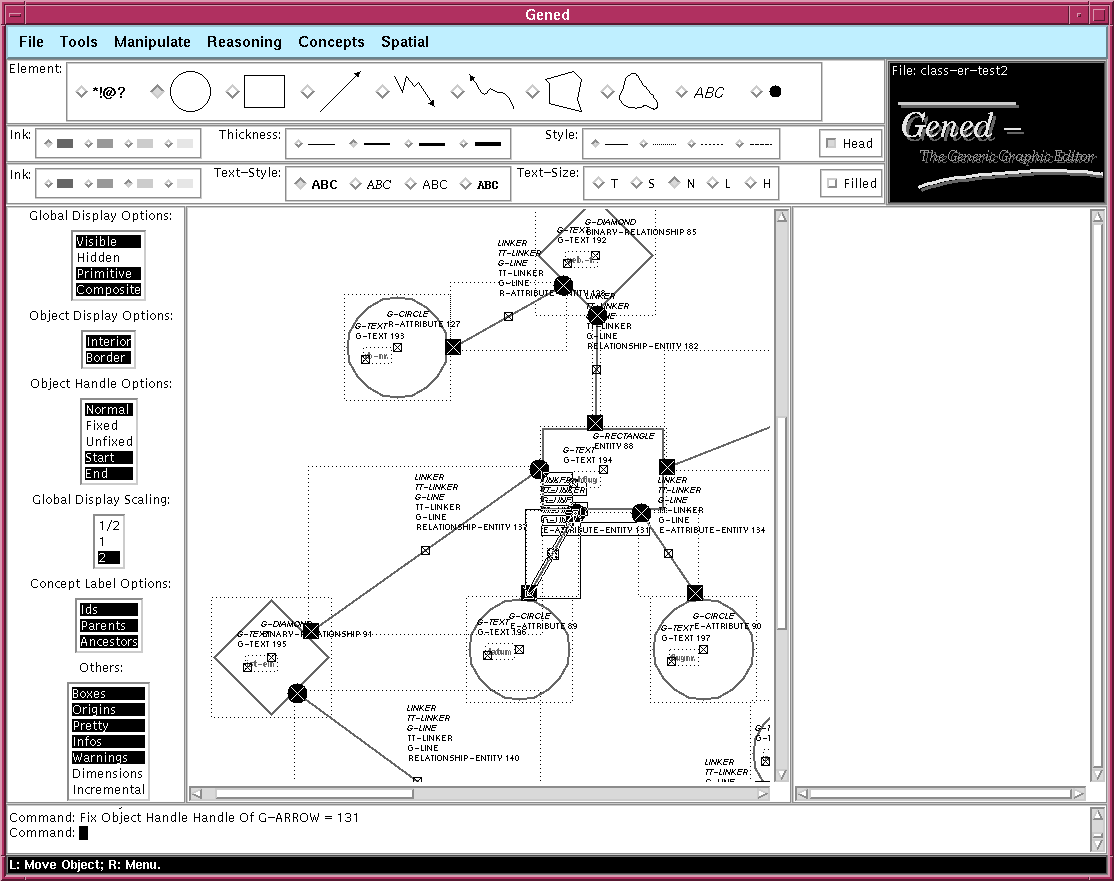 Gened
File Tools Manipulate Reasoning Concepts Spatial
Element: *!@? ABC
File: class-er-test2
Gened –
The Generic Graphic Editor
Ink: Thickness: Style: Head
Ink: Text-Style: ABC ABC ABC ABC Text-Size: T S N L H Filled
Global Display Options:
Visible
Hidden
Primitive
Composite
Object Display Options:
Interior
Border
Object Handle Options:
Normal
Fixed
Unfixed
Start
End
Global Display Scaling:
1/2
1
2
Concept Label Options:
Ids
Parents
Ancestors
Others:
Boxes
Origins
Pretty
Infos
Warnings
Dimensions
Incremental
G-DIAMOND
BINARY-RELATIONSHIP 85
G-TEXT
G-TEXT 192
LINKER
TT-LINKER
G-LINE
TT-LINKER
G-LINE
R-ATTRIBUTE-ENTITY
LINKER
TT-LINKER
G-LINE
TT-LINKER
G-LINE
RELATIONSHIP-ENTITY 182
G-CIRCLE
R-ATTRIBUTE 127
G-TEXT
G-TEXT 193
G-RECTANGLE
ENTITY 88
G-TEXT
G-TEXT 194
LINKER
TT-LINKER
G-LINE
TT-LINKER
G-LINE
RELATIONSHIP-ENTITY 137
E-ATTRIBUTE-ENTITY 131
LINKER
TT-LINKER
G-LINE
TT-LINKER
G-LINE
E-ATTRIBUTE-ENTITY 134
G-DIAMOND
BINARY-RELATIONSHIP 91
G-TEXT
G-TEXT 195
G-CIRCLE
E-ATTRIBUTE 89
G-TEXT
G-TEXT 196
datum
G-CIRCLE
E-ATTRIBUTE 90
G-TEXT
G-TEXT 197
LINKER
TT-LINKER
G-LINE
TT-LINKER
G-LINE
RELATIONSHIP-ENTITY 140
LINKER
TT-LINKER
Command: Fix Object Handle Handle Of G-ARROW = 131
Command:
L: Move Object; R: Menu.